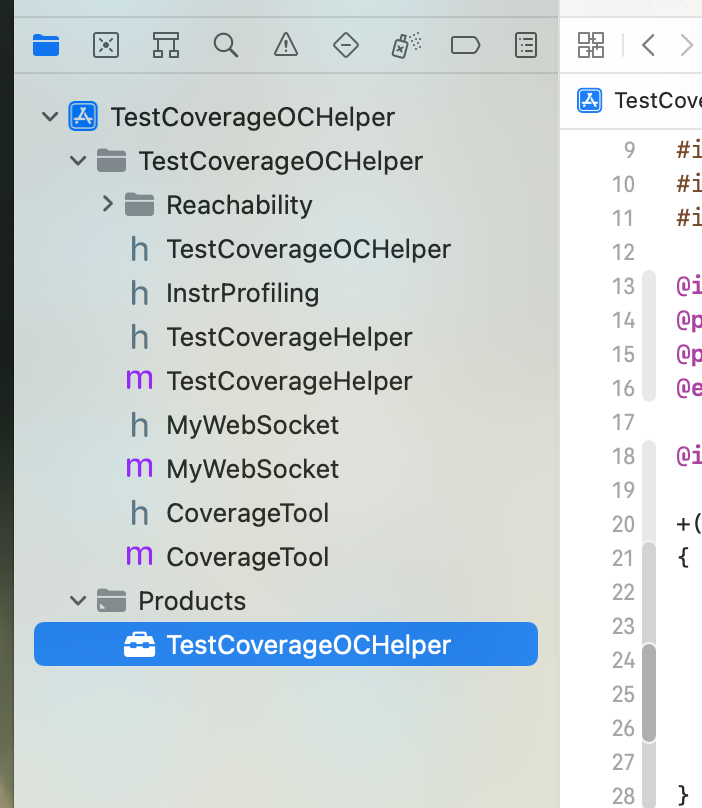 TestCoverageOCHelper
TestCoverageOCHelper
Reachability
h TestCoverageOCHelper
h InstrProfiling
h TestCoverageHelper
m TestCoverageHelper
h MyWebSocket
m MyWebSocket
h CoverageTool
m CoverageTool
Products
TestCoverageOCHelper
TestCove
9 #i
10 #i
11 #i
12
13 @i
14 @p
15 @p
16 @e
17
18 @i
19
20 +(
21 {
22
23
24
25
26
27
28 }